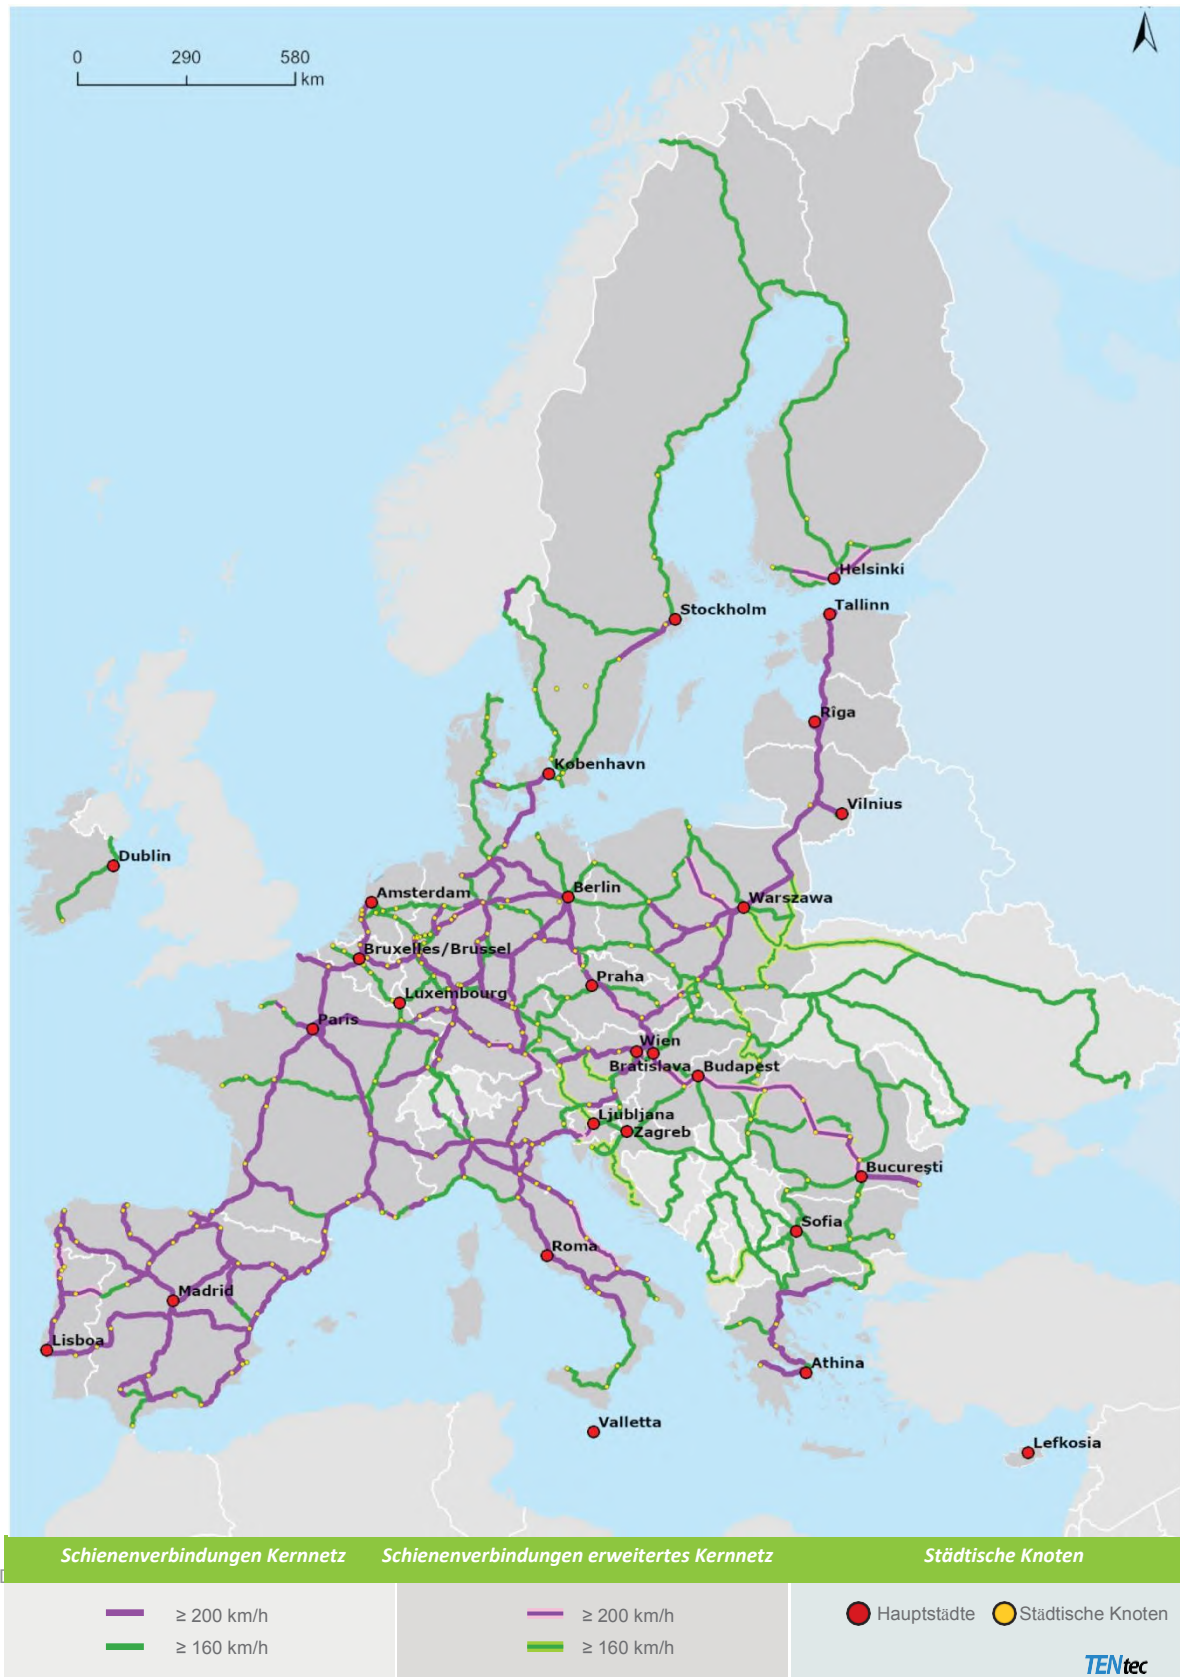 0 290 580
km
Helsinki
Tallinn
Stockholm
Rīga
København
Vilnius
Dublin
Amsterdam
Berlin
Warszawa
Bruxelles/Brussel
Praha
Luxembourg
Paris
Wien
Bratislava
Budapest
Ljubljana
Zagreb
Bucureşti
Sofia
Roma
Madrid
Lisboa
Athina
Valletta
Lefkosia
Schienenverbindungen Kernnetz
Schienenverbindungen erweitertes Kernnetz
Städtische Knoten
≥ 200 km/h
≥ 160 km/h
≥ 200 km/h
≥ 160 km/h
Hauptstädte
Städtische Knoten
TENtec